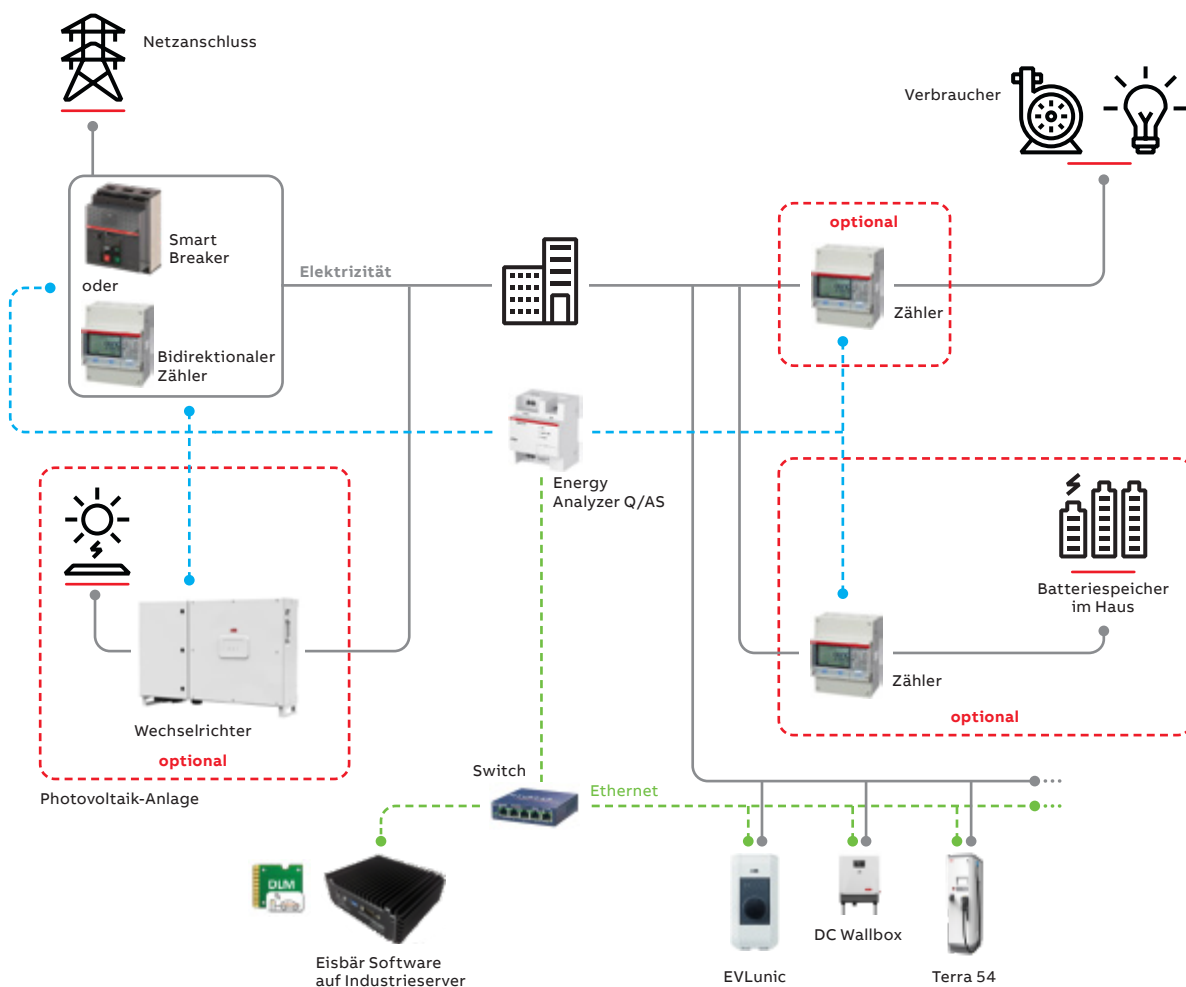 Netzanschluss
Verbraucher
optional
Smart
Breaker
Elektrizität
oder
Zähler
Bidirektionaler
Zähler
Energy
Analyzer Q/AS
Batteriespeicher
im Haus
Zähler
Wechselrichter
optional
optional
Photovoltaik-Anlage
Switch
Ethernet
DLM
DC Wallbox
Eisbär Software
auf Industrieserver
EVLunic
Terra 54